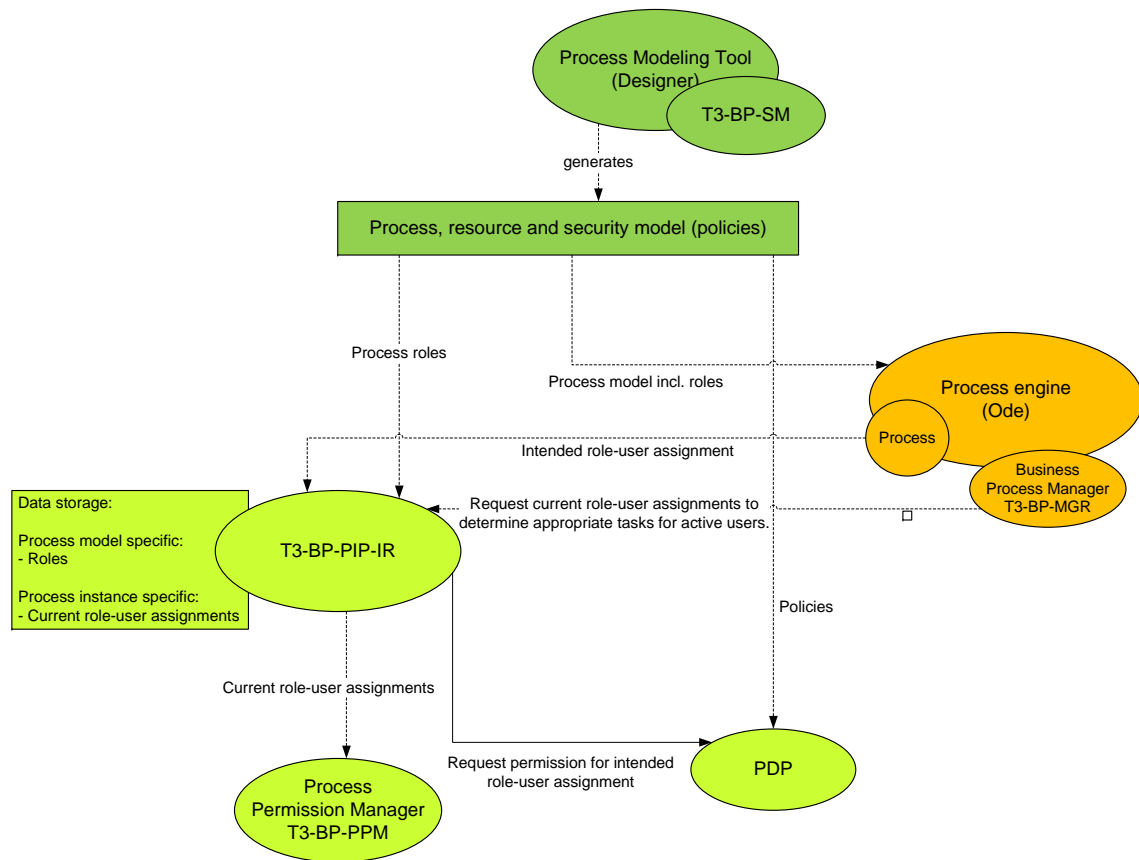 Process Modeling Tool
(Designer)
T3-BP-SM
generates
Process, resource and security model (policies)
Process roles
Process model incl. roles
Process engine
(Ode)
Process
Intended role-user assignment
Business
Process Manager
T3-BP-MGR
Data storage:
Process model specific:
- Roles
Process instance specific:
- Current role-user assignments
Request current role-user assignments to
determine appropriate tasks for active users.
T3-BP-PIP-IR
Policies
Current role-user assignments
Request permission for intended
role-user assignment
PDP
Process
Permission Manager
T3-BP-PPM